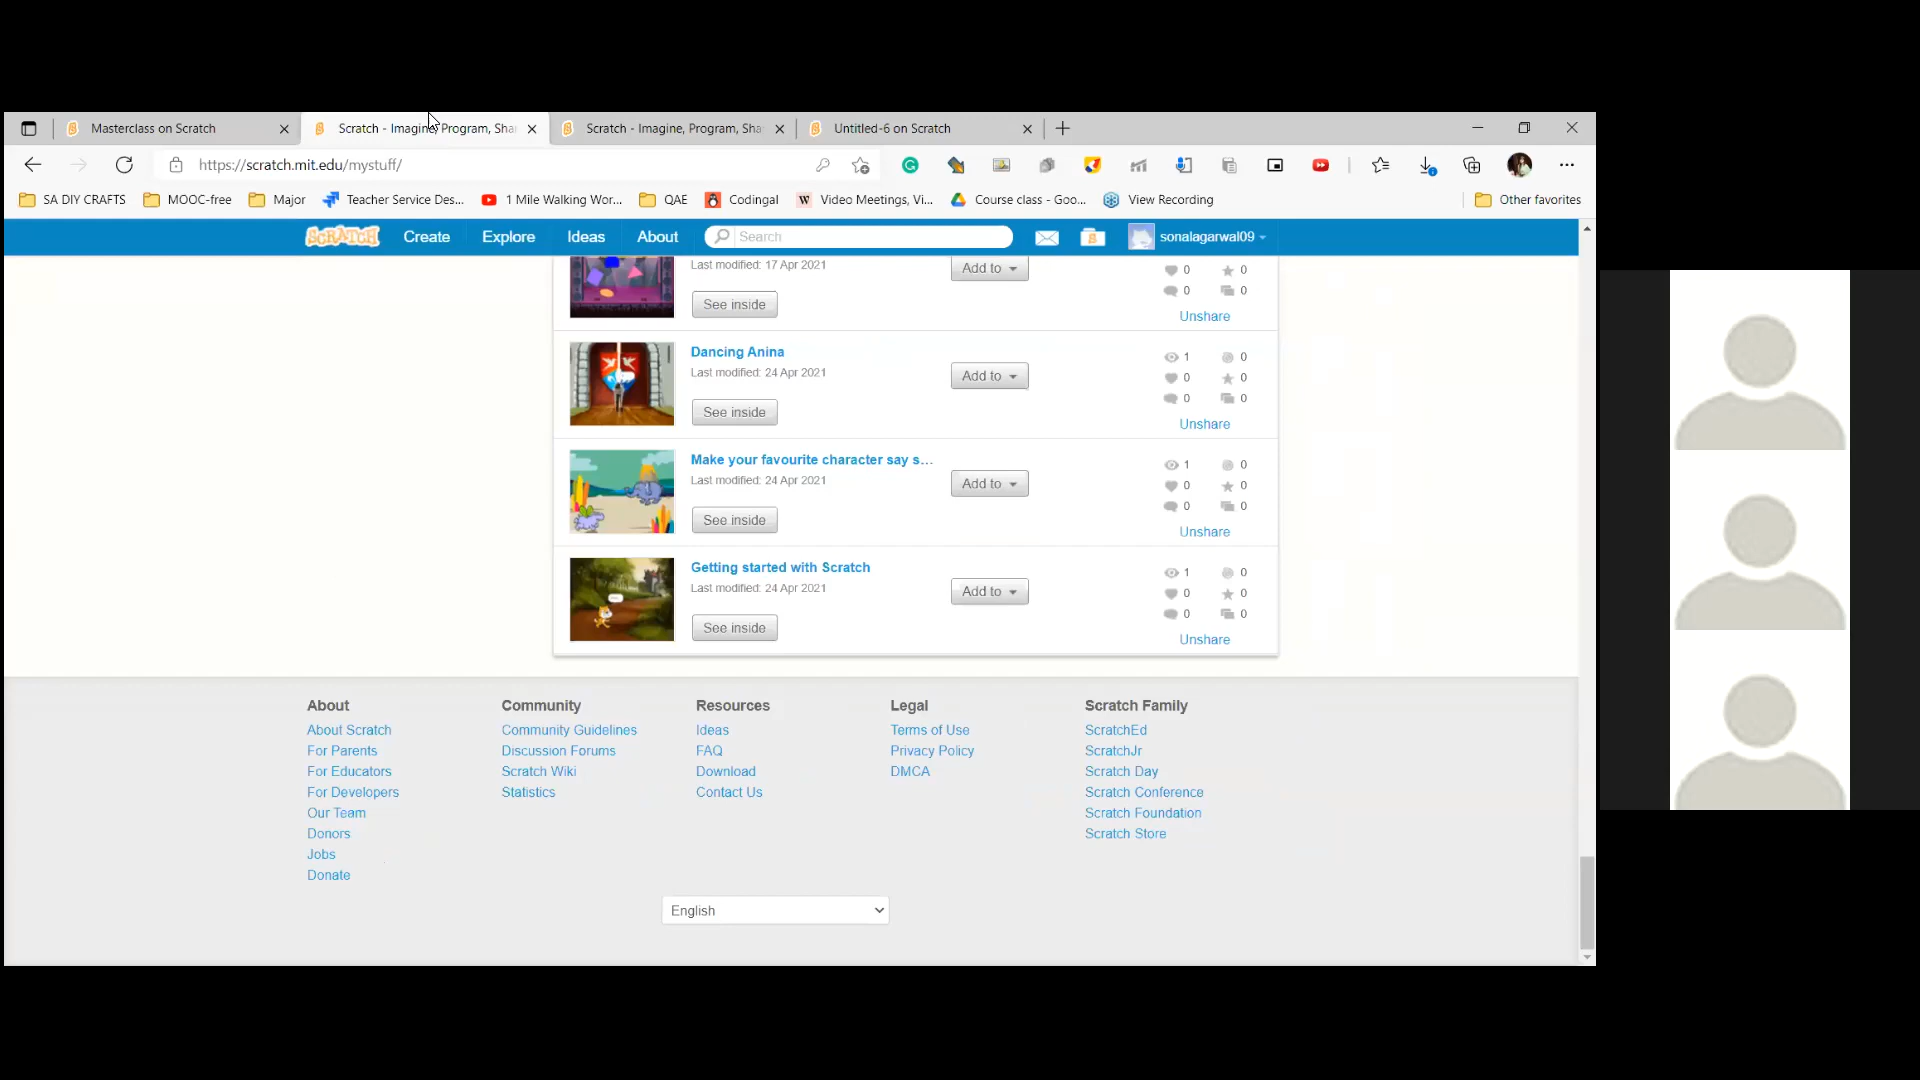 Masterclass on Scratch
Scratch - Imagine, Program, Sha
Scratch - Imagine, Program, Sha
Untitled-6 on Scratch
https://scratch.mit.edu/mystuff/
SA DIY CRAFTS
MOOC-free
Major
Teacher Service Des...
1 Mile Walking Wor...
QAE
Codingal
W Video Meetings, Vi...
Course class - Goo...
View Recording
Other favorites
SCRATCH Create Explore Ideas About Search sonalagarwal09
Last modified: 17 Apr 2021
Add to
0 0
See inside
0 0
Unshare
Dancing Anina
1 0
Last modified: 24 Apr 2021
Add to
0 0
See inside
0 0
Unshare
Make your favourite character say s...
1 0
Last modified: 24 Apr 2021
Add to
0 0
See inside
0 0
Unshare
Getting started with Scratch
1 0
Last modified: 24 Apr 2021
Add to
0 0
See inside
0 0
Unshare
About
About Scratch
For Parents
For Educators
For Developers
Our Team
Donors
Jobs
Donate
Community
Community Guidelines
Discussion Forums
Scratch Wiki
Statistics
Resources
Ideas
FAQ
Download
Contact Us
Legal
Terms of Use
Privacy Policy
DMCA
Scratch Family
ScratchEd
ScratchJr
Scratch Day
Scratch Conference
Scratch Foundation
Scratch Store
English